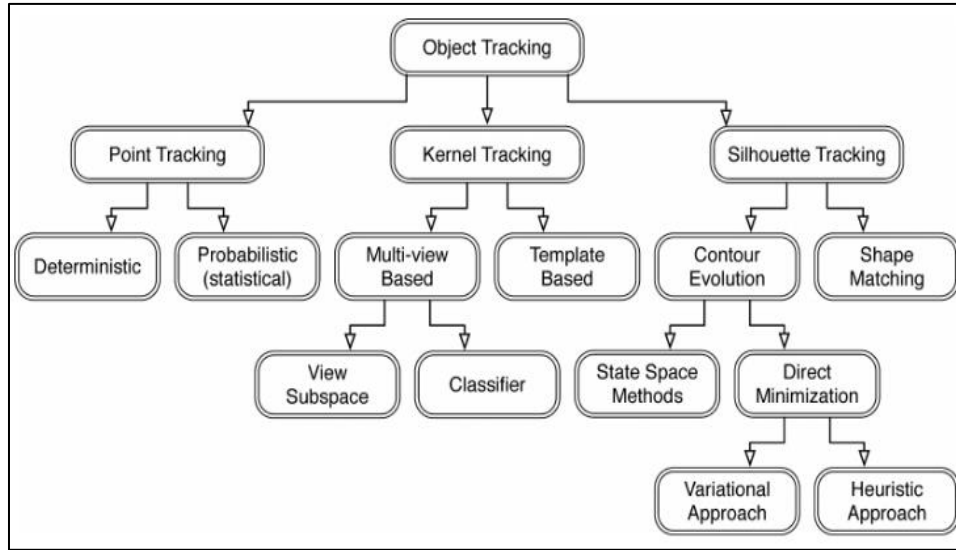 Object Tracking
Point Tracking
Kernel Tracking
Silhouette Tracking
Deterministic
Probabilistic
(statistical)
Multi-view
Based
Template
Based
Contour
Evolution
Shape
Matching
View
Subspace
Classifier
State Space
Methods
Direct
Minimization
Variational
Approach
Heuristic
Approach